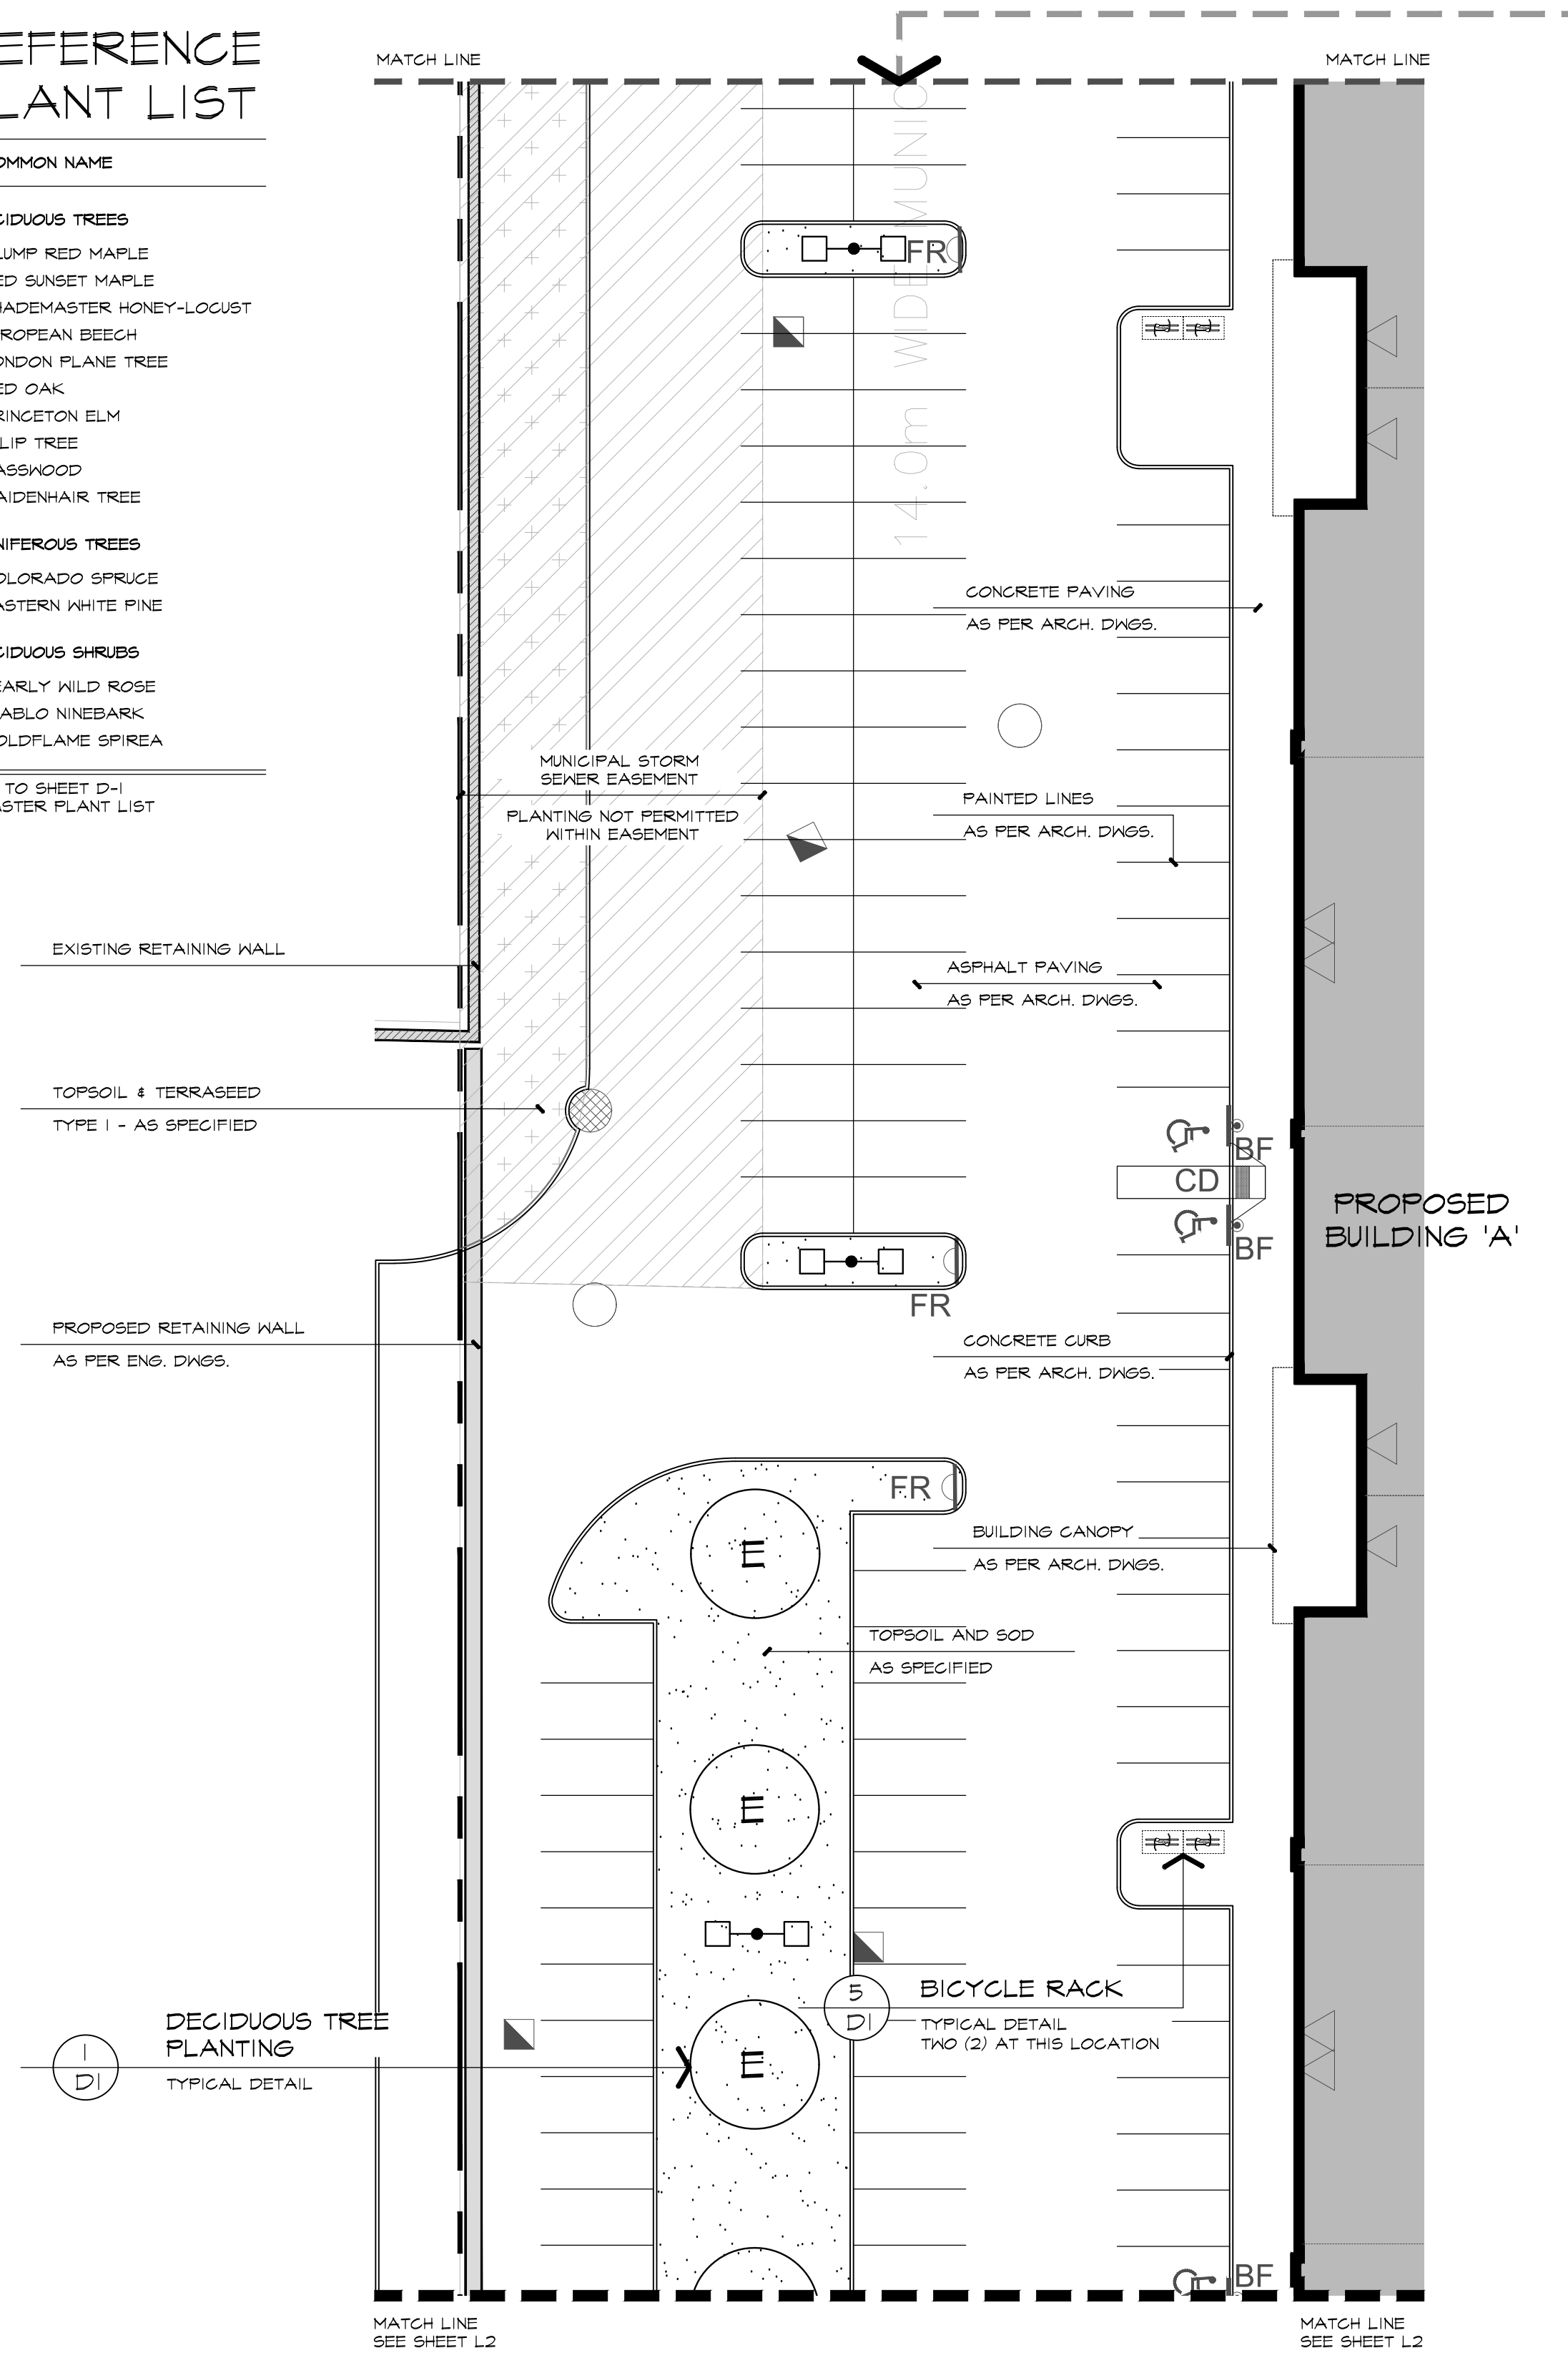 EFERENCE
LANT LIST
OMMON NAME
CIDUOUS TREES
LUMP RED MAPLE
ED SUNSET MAPLE
HADEMASTER HONEY-LOCUST
ROPEAN BEECH
ONDON PLANE TREE
ED OAK
RINCETON ELM
LIP TREE
ASSWOOD
AIDENHAIR TREE
NIFEROUS TREES
OLORADO SPRUCE
ASTERN WHITE PINE
CIDUOUS SHRUBS
EARLY WILD ROSE
ABLO NINEBARK
OLDFLAME SPIREA
TO SHEET D-1
ASTER PLANT LIST
MATCH LINE
MATCH LINE
14.0m WIDE MUNIC
FR
CONCRETE PAVING
AS PER ARCH. DWGS.
MUNICIPAL STORM
SEWER EASEMENT
PLANTING NOT PERMITTED
WITHIN EASEMENT
PAINTED LINES
AS PER ARCH. DWGS.
EXISTING RETAINING WALL
ASPHALT PAVING
AS PER ARCH. DWGS.
TOPSOIL & TERRASEED
TYPE 1 - AS SPECIFIED
BF
CD
BF
PROPOSED
BUILDING 'A'
FR
PROPOSED RETAINING WALL
AS PER ENG. DWGS.
CONCRETE CURB
AS PER ARCH. DWGS.
FR
E
BUILDING CANOPY
AS PER ARCH. DWGS.
TOPSOIL AND SOD
AS SPECIFIED
E
5
D1
BICYCLE RACK
TYPICAL DETAIL
TWO (2) AT THIS LOCATION
1
D1
DECIDUOUS TREE
PLANTING
TYPICAL DETAIL
E
BF
MATCH LINE
SEE SHEET L2
MATCH LINE
SEE SHEET L2